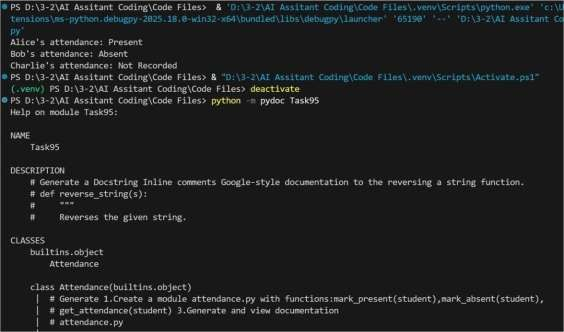 PS D:\3-2\AI Assitant Coding\Code Files>  & 'D:\3-2\AI Assitant Coding\Code Files\.venv\Scripts\python.exe' 'c:\U
tensions\ms-python.debugpy-2025.18.0-win32-x64\bundled\libs\debugpy\launcher' '65190' '--' 'D:\3-2\AI Assitant Co
py'
Alice's attendance: Present
Bob's attendance: Absent
Charlie's attendance: Not Recorded
PS D:\3-2\AI Assitant Coding\Code Files> & "D:\3-2\AI Assitant Coding\Code Files\.venv\Scripts\Activate.ps1"
(.venv) PS D:\3-2\AI Assitant Coding\Code Files> deactivate
PS D:\3-2\AI Assitant Coding\Code Files> python -m pydoc Task95
Help on module Task95:
NAME
Task95
DESCRIPTION
# Generate a Docstring Inline comments Google-style documentation to the reversing a string function.
# def reverse_string(s):
#     """
#     Reverses the given string.
CLASSES
builtins.object
Attendance
class Attendance(builtins.object)
|  # Generate 1.Create a module attendance.py with functions:mark_present(student),mark_absent(student),
|  # get_attendance(student) 3.Generate and view documentation
|  # attendance.py